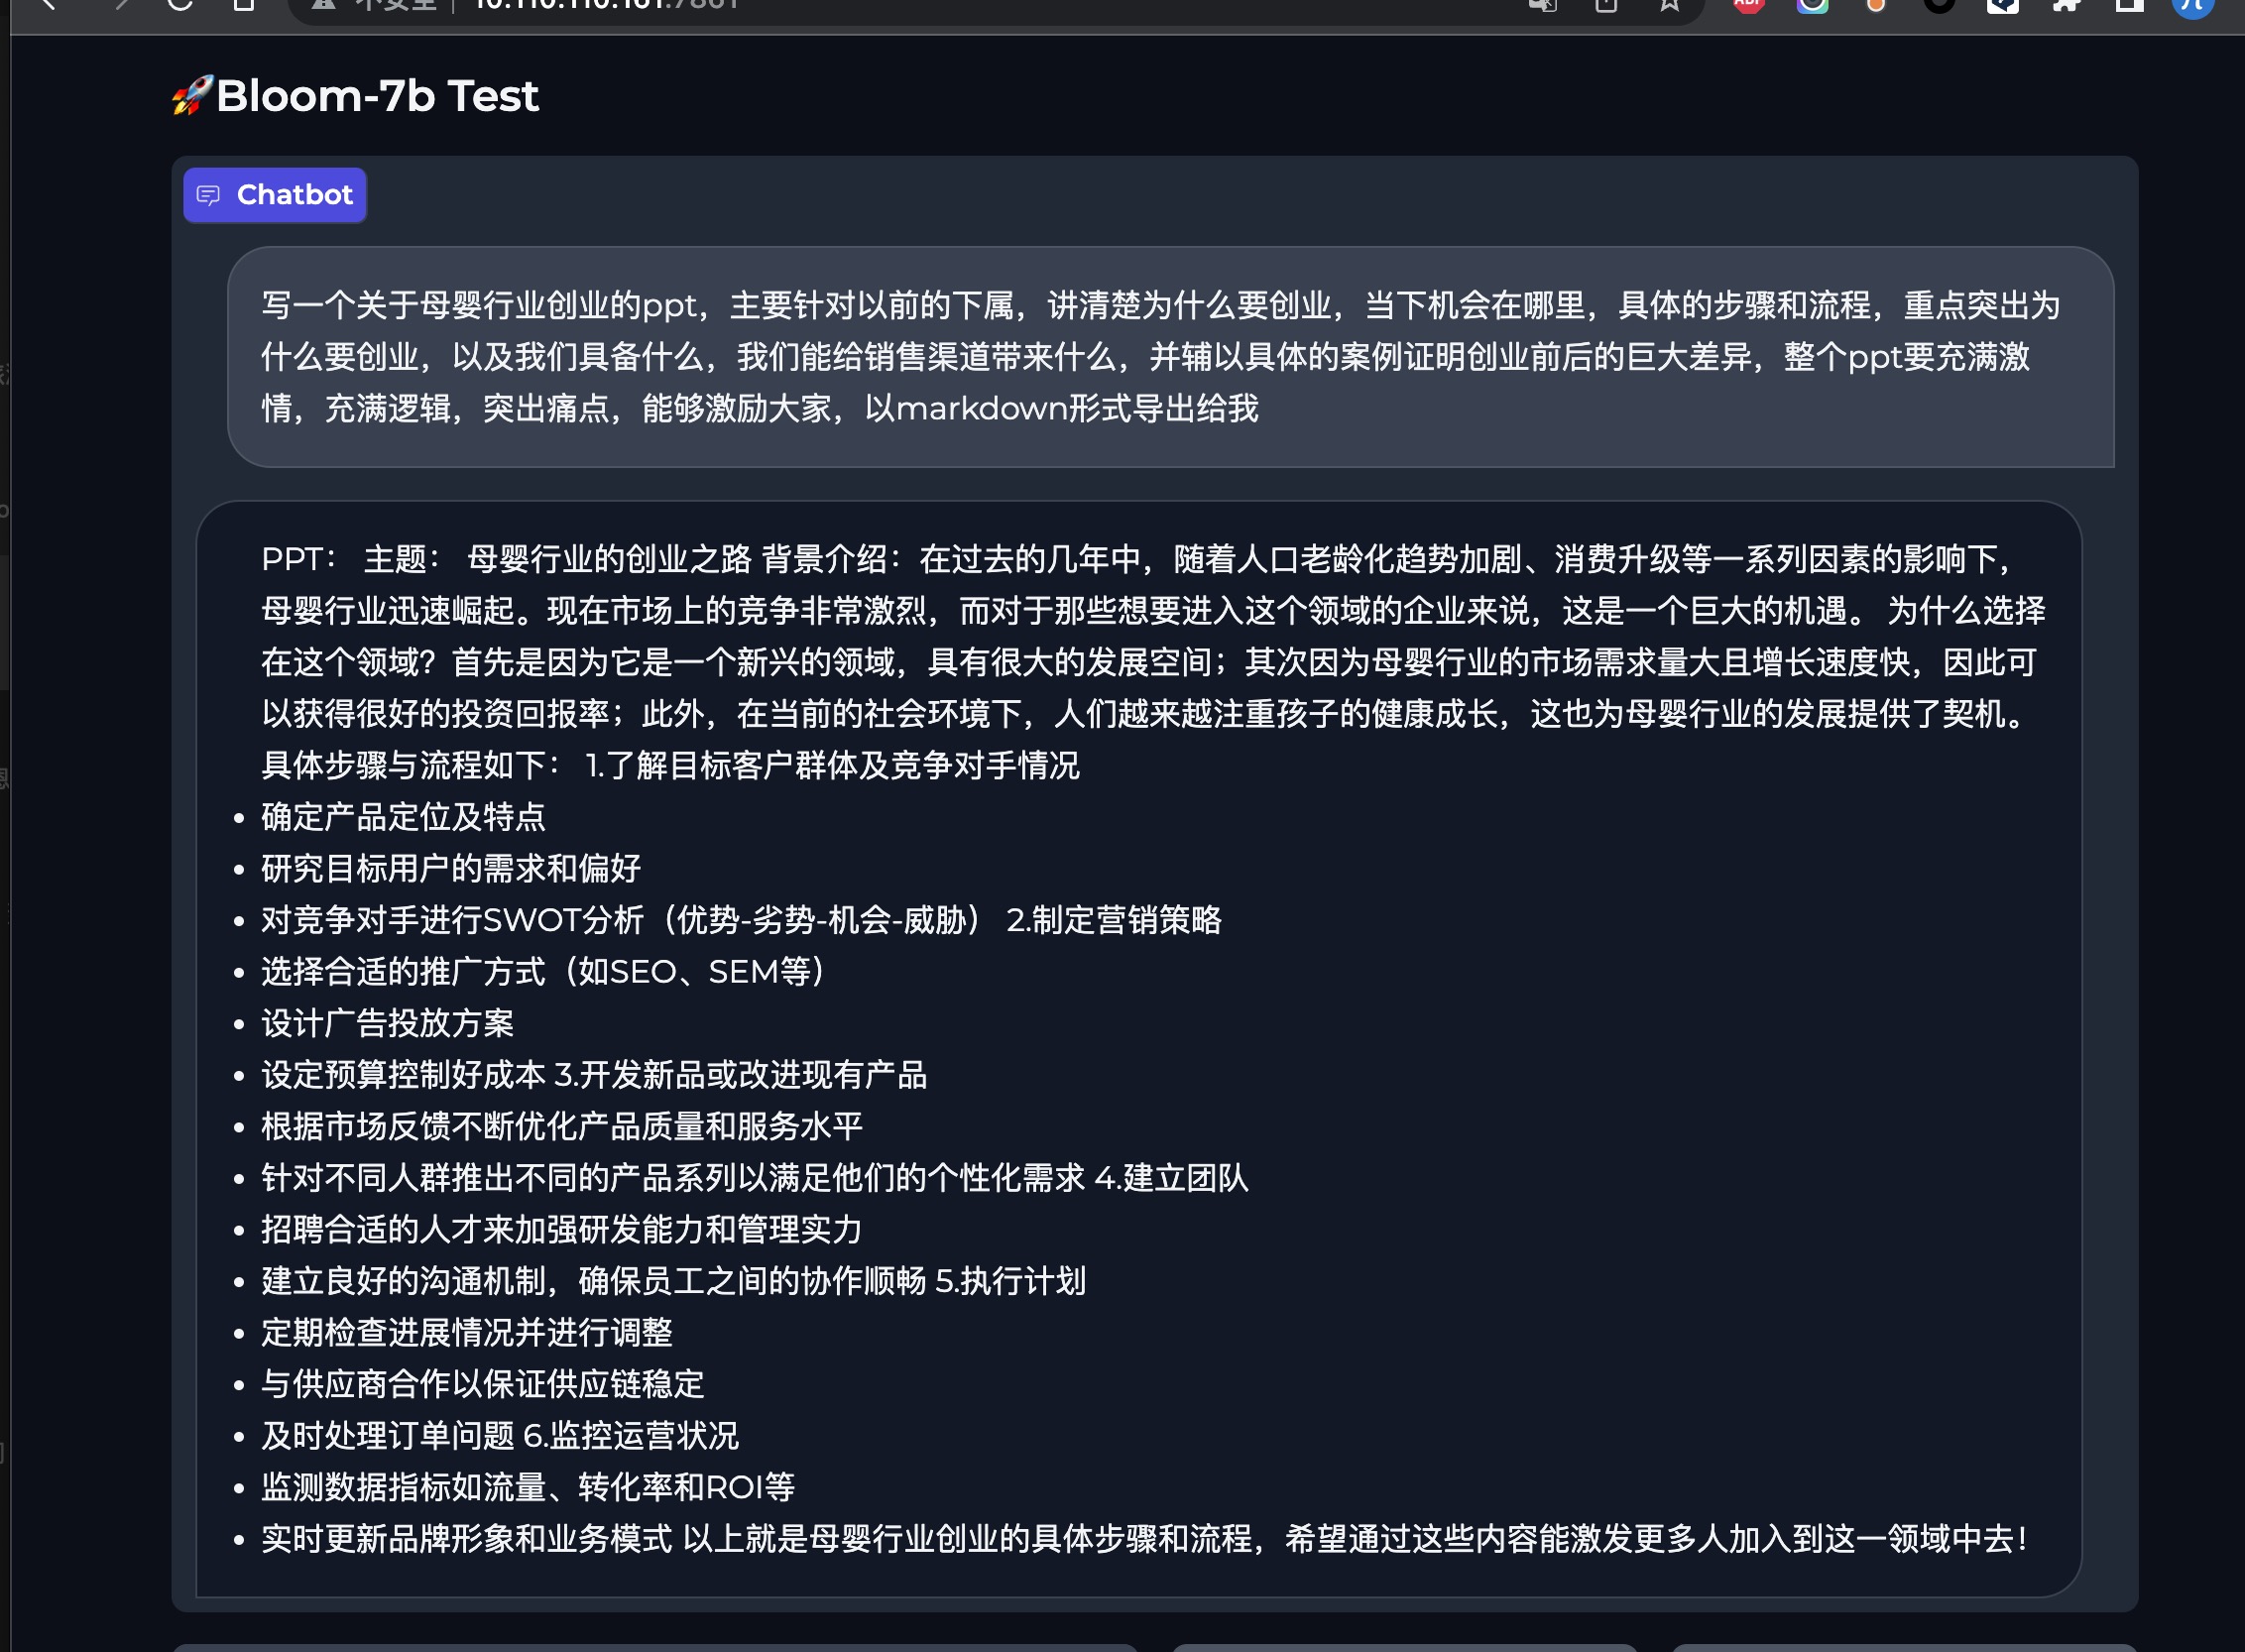 🚀Bloom-7b Test
Chatbot
写一个关于母婴行业创业的ppt，主要针对以前的下属，讲清楚为什么要创业，当下机会在哪里，具体的步骤和流程，重点突出为
什么要创业，以及我们具备什么，我们能给销售渠道带来什么，并辅以具体的案例证明创业前后的巨大差异，整个ppt要充满激
情，充满逻辑，突出痛点，能够激励大家，以markdown形式导出给我
PPT： 主题： 母婴行业的创业之路 背景介绍：在过去的几年中，随着人口老龄化趋势加剧、消费升级等一系列因素的影响下，
母婴行业迅速崛起。现在市场上的竞争非常激烈，而对于那些想要进入这个领域的企业来说，这是一个巨大的机遇。 为什么选择
在这个领域？首先是因为它是一个新兴的领域，具有很大的发展空间；其次因为母婴行业的市场需求量大且增长速度快，因此可
以获得很好的投资回报率；此外，在当前的社会环境下，人们越来越注重孩子的健康成长，这也为母婴行业的发展提供了契机。
具体步骤与流程如下： 1.了解目标客户群体及竞争对手情况
• 确定产品定位及特点
• 研究目标用户的需求和偏好
• 对竞争对手进行SWOT分析（优势-劣势-机会-威胁） 2.制定营销策略
• 选择合适的推广方式（如SEO、SEM等）
• 设计广告投放方案
• 设定预算控制好成本 3.开发新品或改进现有产品
• 根据市场反馈不断优化产品质量和服务水平
• 针对不同人群推出不同的产品系列以满足他们的个性化需求 4.建立团队
• 招聘合适的人才来加强研发能力和管理实力
• 建立良好的沟通机制，确保员工之间的协作顺畅 5.执行计划
• 定期检查进展情况并进行调整
• 与供应商合作以保证供应链稳定
• 及时处理订单问题 6.监控运营状况
• 监测数据指标如流量、转化率和ROI等
• 实时更新品牌形象和业务模式 以上就是母婴行业创业的具体步骤和流程，希望通过这些内容能激发更多人加入到这一领域中去！